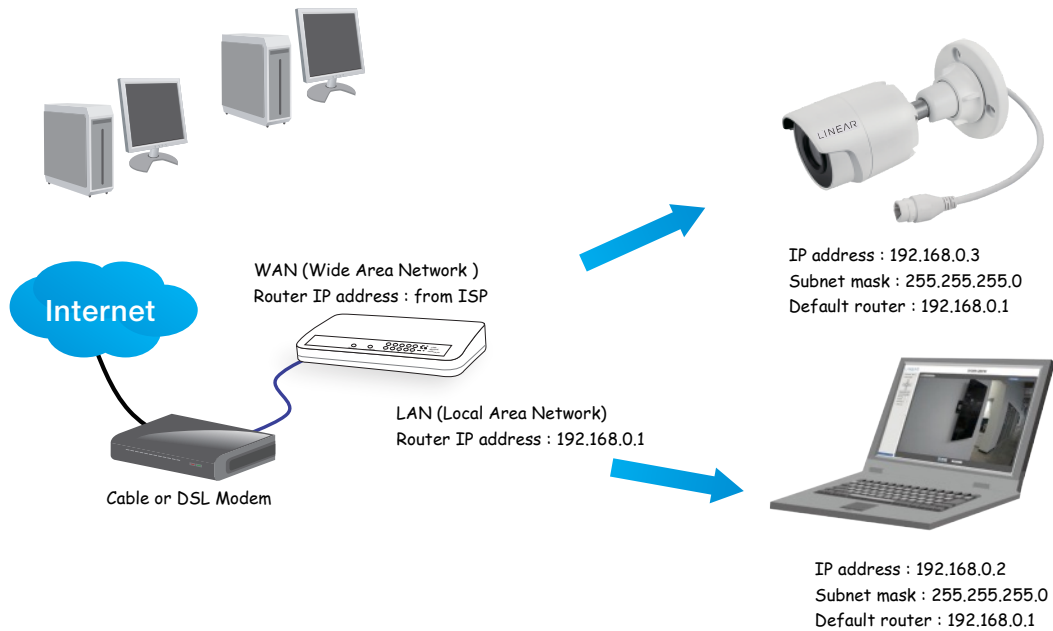 LINEAR
IP address : 192.168.0.3
Subnet mask : 255.255.255.0
Default router : 192.168.0.1
WAN (Wide Area Network )
Router IP address : from ISP
Internet
LAN (Local Area Network)
Router IP address : 192.168.0.1
Cable or DSL Modem
IP address : 192.168.0.2
Subnet mask : 255.255.255.0
Default router : 192.168.0.1